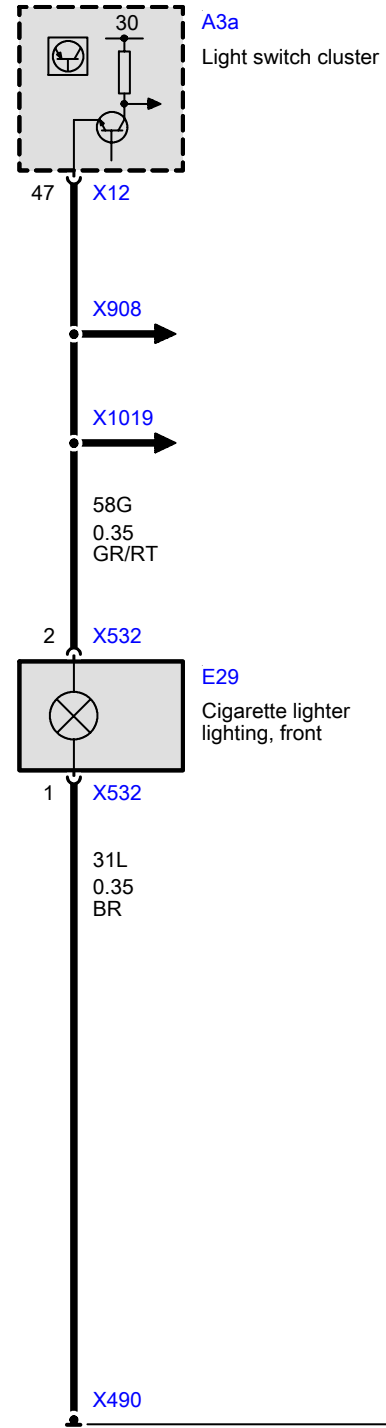 30
A3a
Light switch cluster
47 X12
X908
X1019
58G
0.35
GR/RT
2 X532
E29
Cigarette lighter
lighting, front
1 X532
31L
0.35
BR
X490